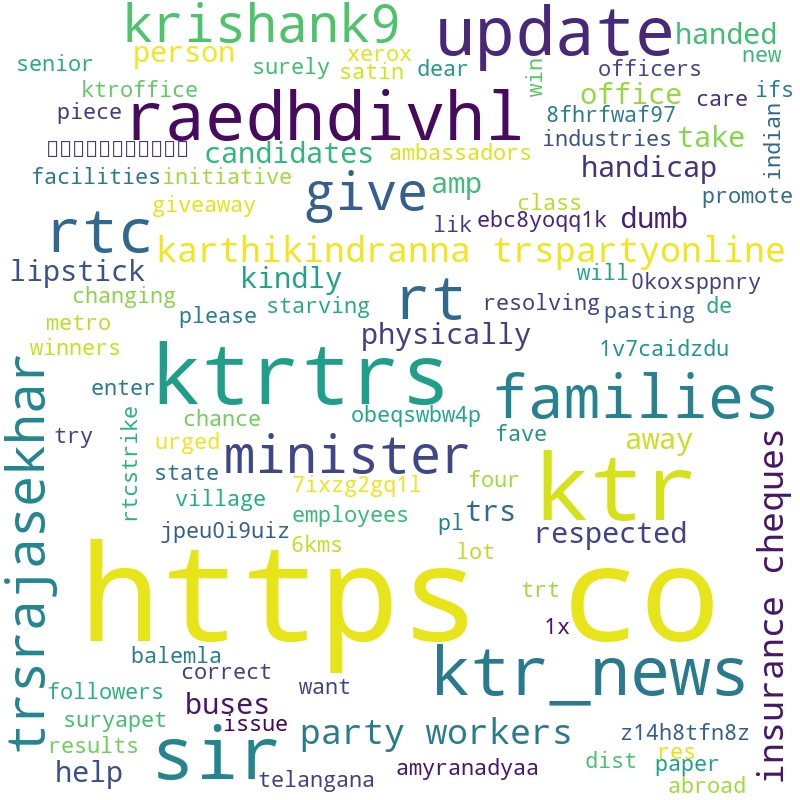 krishank9
update
handed
person
xerox
new
senior
surely
satin
dear
officers
ktroffice
win
office
care
ifs
piece
raedhdivhl
8fhrfwaf97
industries
take
indian
candidates
ambassadors
facilities
initiative
give
amp
handicap
promote
giveaway
class
rtc
lik
ebc8yoqq1k
dumb
karthikindranna trspartyonline
lipstick
kindly
will
0koxsppnry
changing
starving
rt
resolving
pasting
de
metro
please
physically
winners
ktrtrs
1v7caidzdu
trsrajasekhar
enter
families
chance
obeqswbw4p
try
rtcstrike
urged
minister
fave
away
insurance cheques
state
7ixzg2gq1l
four
ktr
village
employees
pl
trs
jpeu0i9uiz
respected
6kms
lot
https co
trt
1x
balemla
correct
ktr_news
followers
want
buses
suryapet
issue
party workers
z14h8tfn8z
results
sir
res
help
telangana
amyranadyaa
dist
paper
abroad